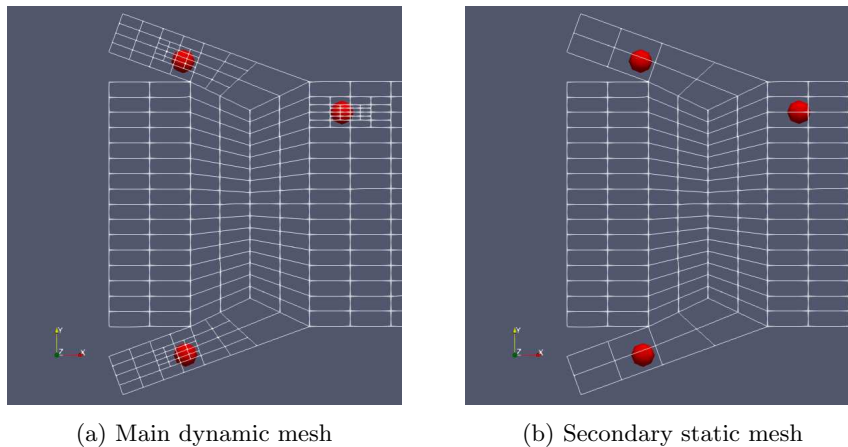 Y
Z X
Y
Z X
(a) Main dynamic mesh
(b) Secondary static mesh